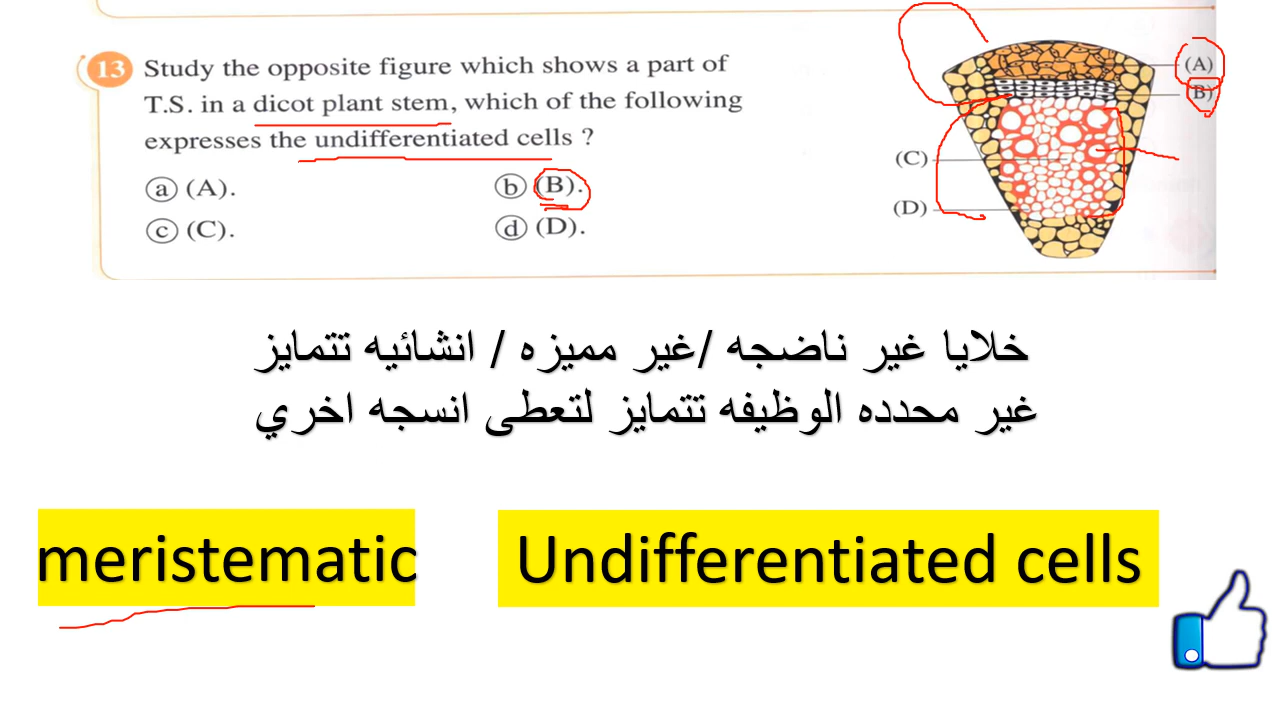 13 Study the opposite figure which shows a part of
T.S. in a dicot plant stem, which of the following
expresses the undifferentiated cells ?
a (A). b (B).
c (C). d (D).
(A)
(B)
(C)
(D)
خلايا غير ناضجه /غير مميزه / انشائيه تتمايز
غير محدده الوظيفه تتمايز لتعطى انسجه اخري
meristematic Undifferentiated cells